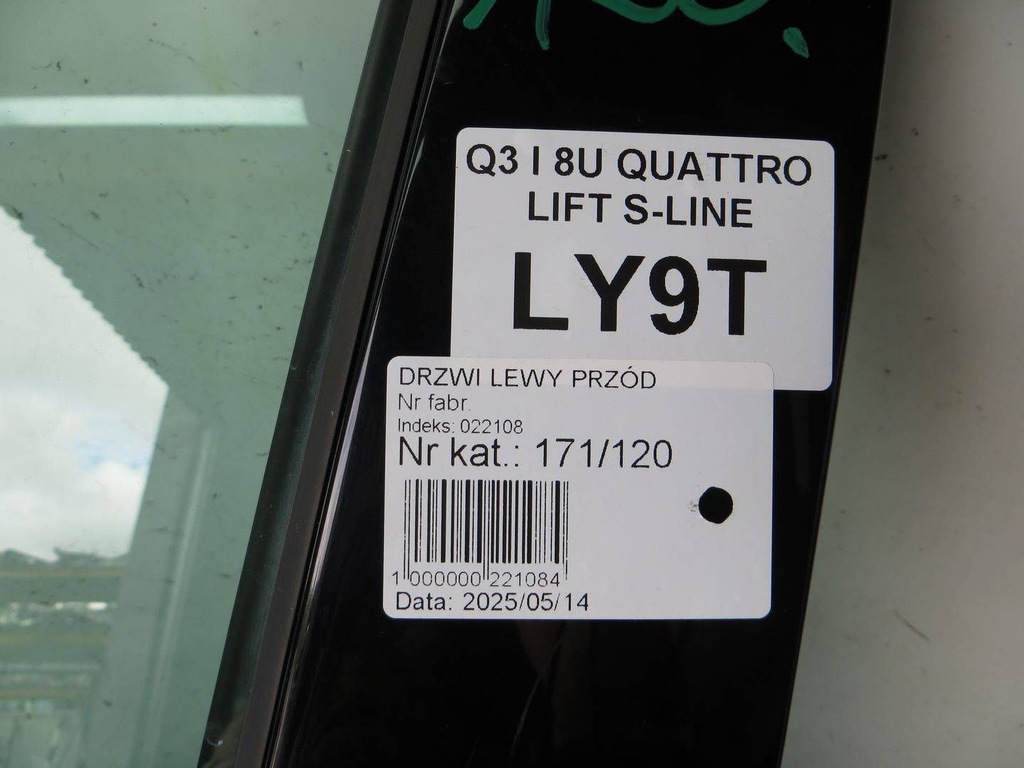 Q3 I 8U QUATTRO
LIFT S-LINE
LY9T
DRZWI LEWY PRZÓD
Nr fabr.
Indeks: 022108
Nr kat.: 171/120
1 000000 221084
Data: 2025/05/14